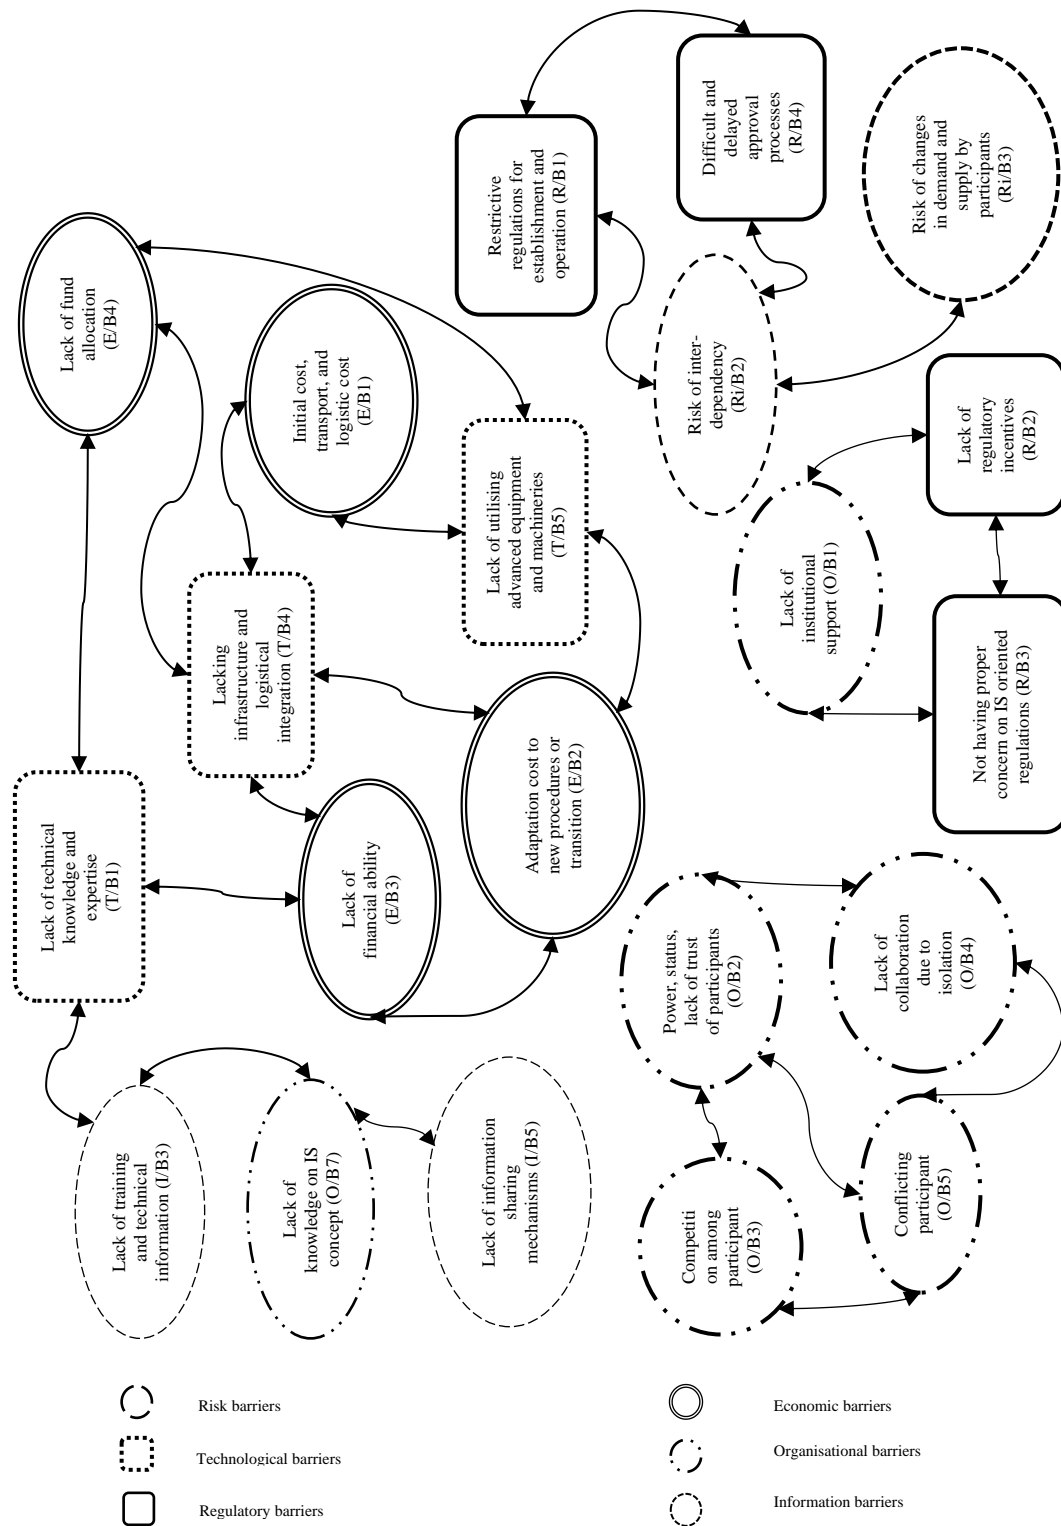 Lack of fund
allocation
(E/B4)
Initial cost,
transport, and
logistic cost
(E/B1)
Restrictive
regulations for
establishment and
operation (R/B1)
Difficult and
delayed
approval
processes
(R/B4)
Risk of changes
in demand and
supply by
participants
(Ri/B3)
Risk of inter-
dependency
(Ri/B2)
Lack of utilising
advanced equipment
and machineries
(T/B5)
Lack of
regulatory
incentives
(R/B2)
Lack of
institutional
support (O/B1)
Lacking
infrastructure and
logistical
integration (T/B4)
Not having proper
concern on IS oriented
regulations (R/B3)
Lack of technical
knowledge and
expertise
(T/B1)
Lack of
financial ability
(E/B3)
Adaptation cost to
new procedures or
transition (E/B2)
Power, status,
lack of trust
of participants
(O/B2)
Lack of
collaboration
due to
isolation
(O/B4)
Lack of training
and technical
information (I/B3)
Lack of
knowledge on IS
concept (O/B7)
Lack of information
sharing
mechanisms (I/B5)
Competiti
on among
participant
(O/B3)
Conflicting
participant
(O/B5)
Risk barriers
Technological barriers
Regulatory barriers
Economic barriers
Organisational barriers
Information barriers